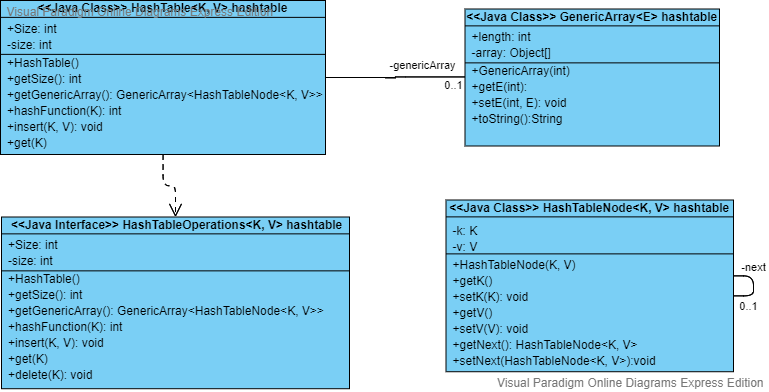 Visual Paradigm Online Diagrams Express Edition
<<Java Class>> HashTable<K, V> hashtable
+Size: int
-size: int
+HashTable()
+getSize(): int
+getGenericArray(): GenericArray<HashTableNode<K, V>>
+hashFunction(K): int
+insert(K, V): void
+get(K)
-genericArray
0..1
<<Java Class>> GenericArray<E> hashtable
+length: int
-array: Object[]
+GenericArray(int)
+getE(int):
+setE(int, E): void
+toString():String
<<Java Interface>> HashTableOperations<K, V> hashtable
+Size: int
-size: int
+HashTable()
+getSize(): int
+getGenericArray(): GenericArray<HashTableNode<K, V>>
+hashFunction(K): int
+insert(K, V): void
+get(K)
+delete(K): void
<<Java Class>> HashTableNode<K, V> hashtable
-k: K
-v: V
+HashTableNode(K, V)
+getK()
+setK(K): void
+getV()
+setV(V): void
+getNext(): HashTableNode<K, V>
+setNext(HashTableNode<K, V>):void
-next
0..1
Visual Paradigm Online Diagrams Express Edition